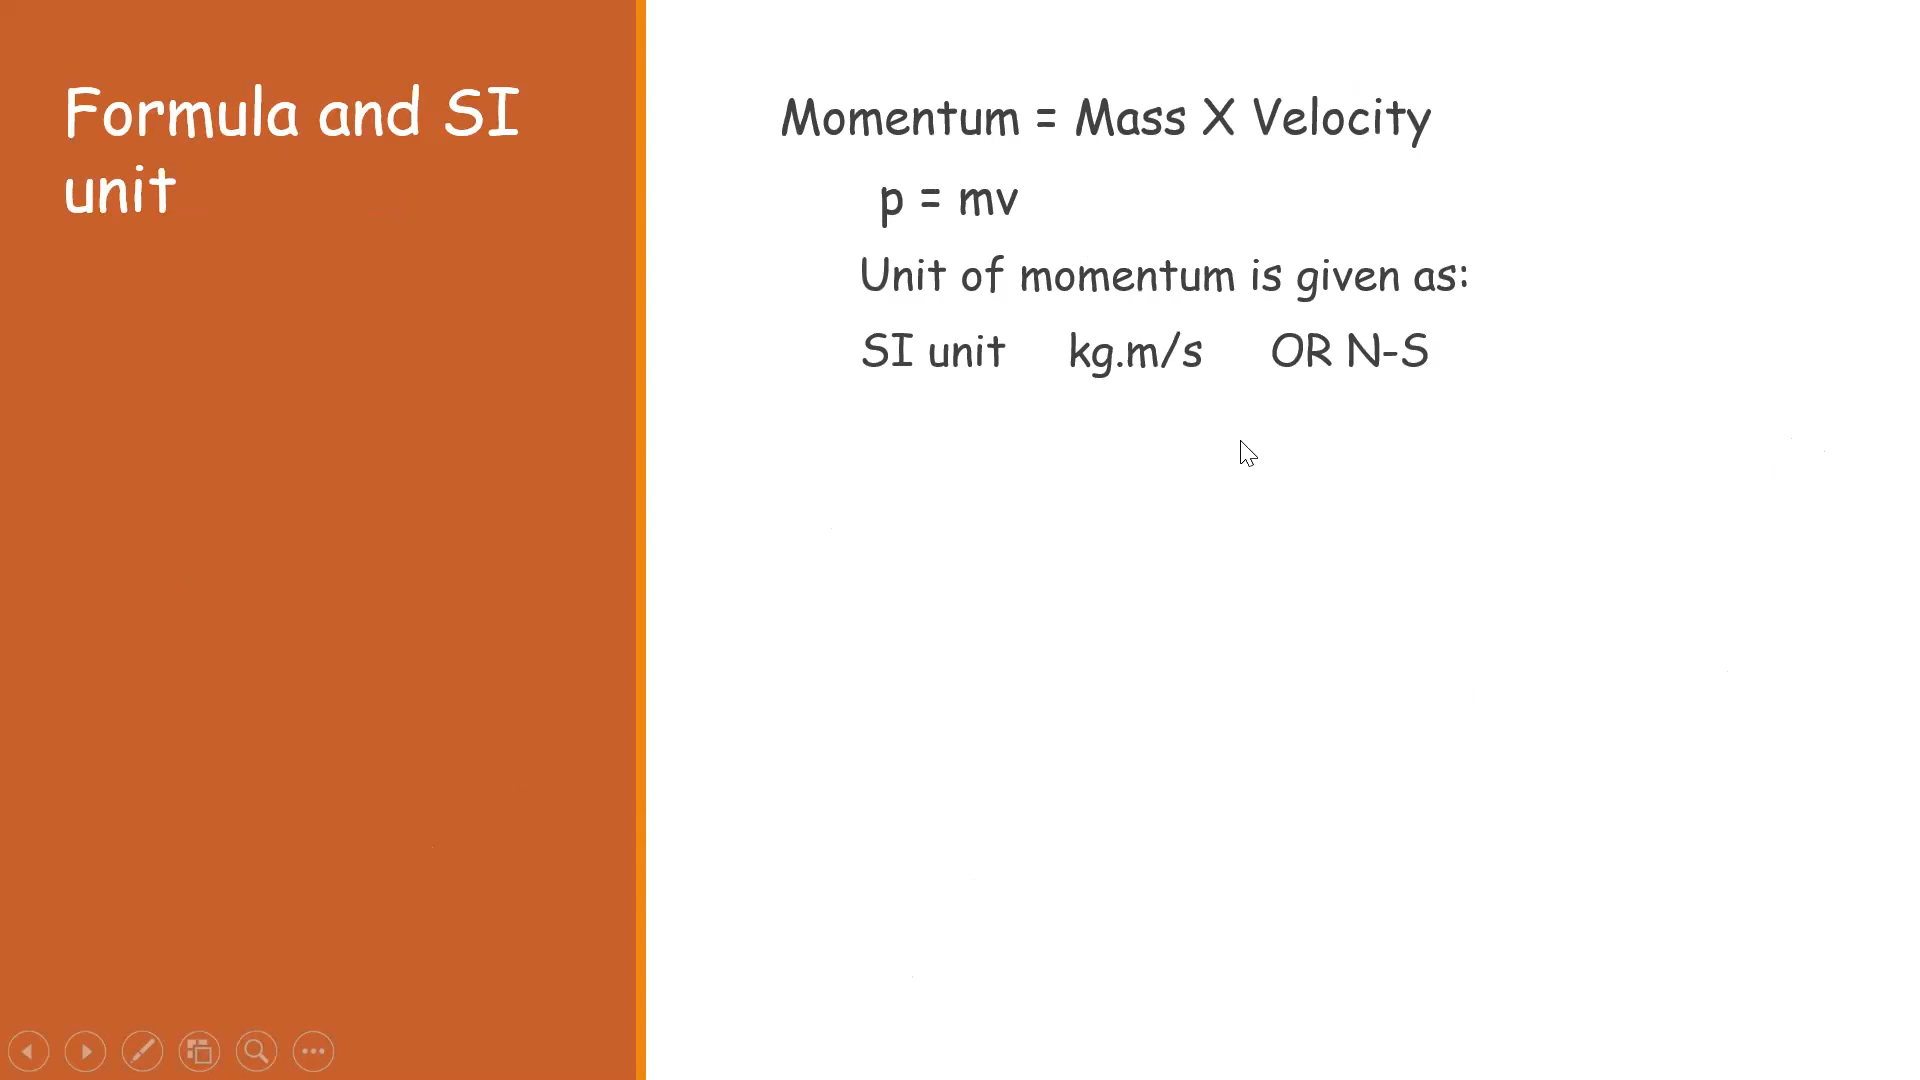 Formula and SI
unit
Momentum = Mass X Velocity
p = mv
Unit of momentum is given as:
SI unit kg.m/s OR N-S